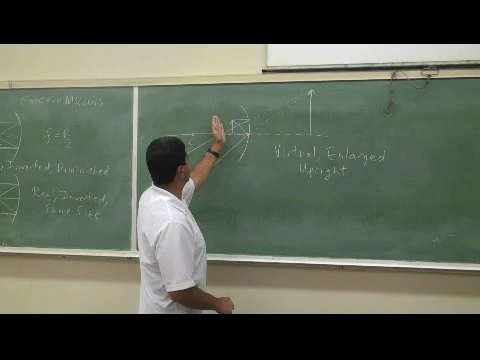 Concave Mirrors
f = R/2
, Inverted, Diminished
Real, Inverted,
Same Size
Virtual, Enlarged
Upright